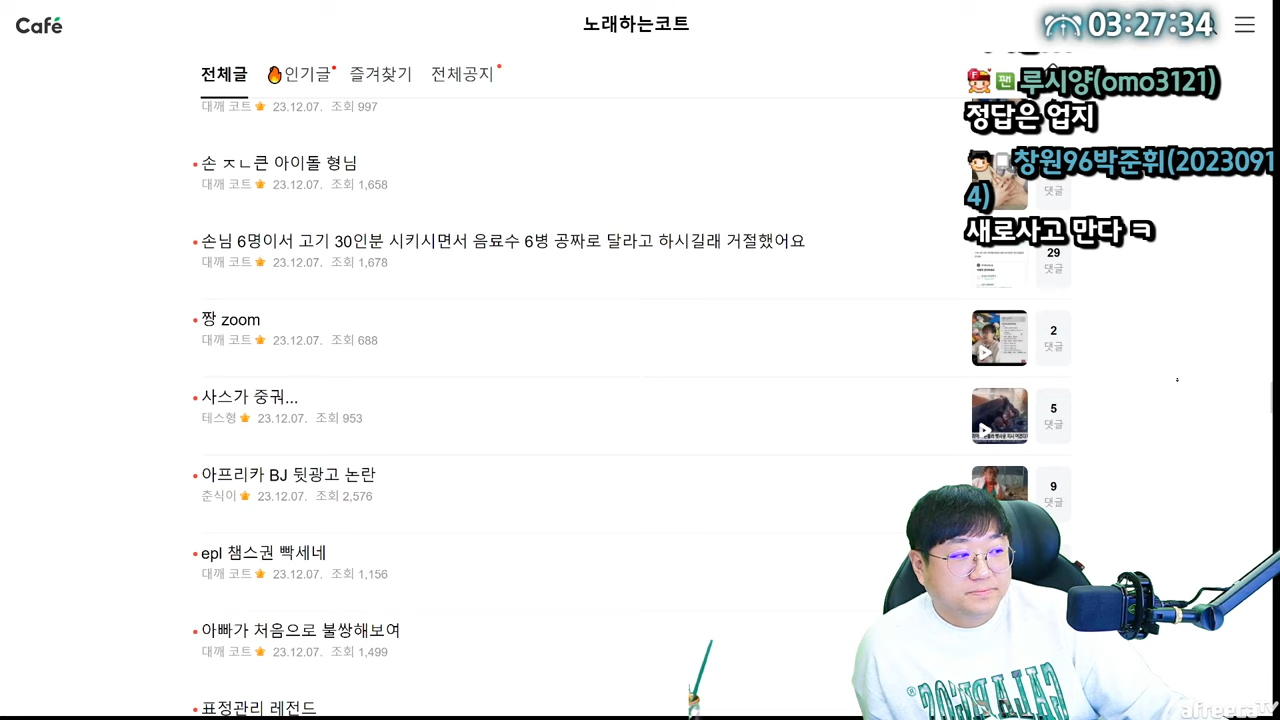 Café
노래하는코트
03:27:34
전체글
인기글
즐겨찾기
전체공지
대깨 코트 23.12.07. 조회 997
루시양(omo3121)
정답은 업지
손 ㅈㄴ큰 아이돌 형님
대깨 코트 23.12.07. 조회 1,658
댓글
창원96박준휘(20230914)
새로사고 만다 ㅋ
손님 6명이서 고기 30인분 시키시면서 음료수 6병 공짜로 달라고 하시길래 거절했어요
대깨 코트 23.12.07. 조회 1,678
29
댓글
짱 zoom
대깨 코트 23.12.07. 조회 688
2
댓글
사스가 중궈...
테스형 23.12.07. 조회 953
5
댓글
아프리카 BJ 뒷광고 논란
춘식이 23.12.07. 조회 2,576
9
댓글
epl 챔스권 빡세네
대깨 코트 23.12.07. 조회 1,156
아빠가 처음으로 불쌍해보여
대깨 코트 23.12.07. 조회 1,499
표정관리 레전드
afreecaTV